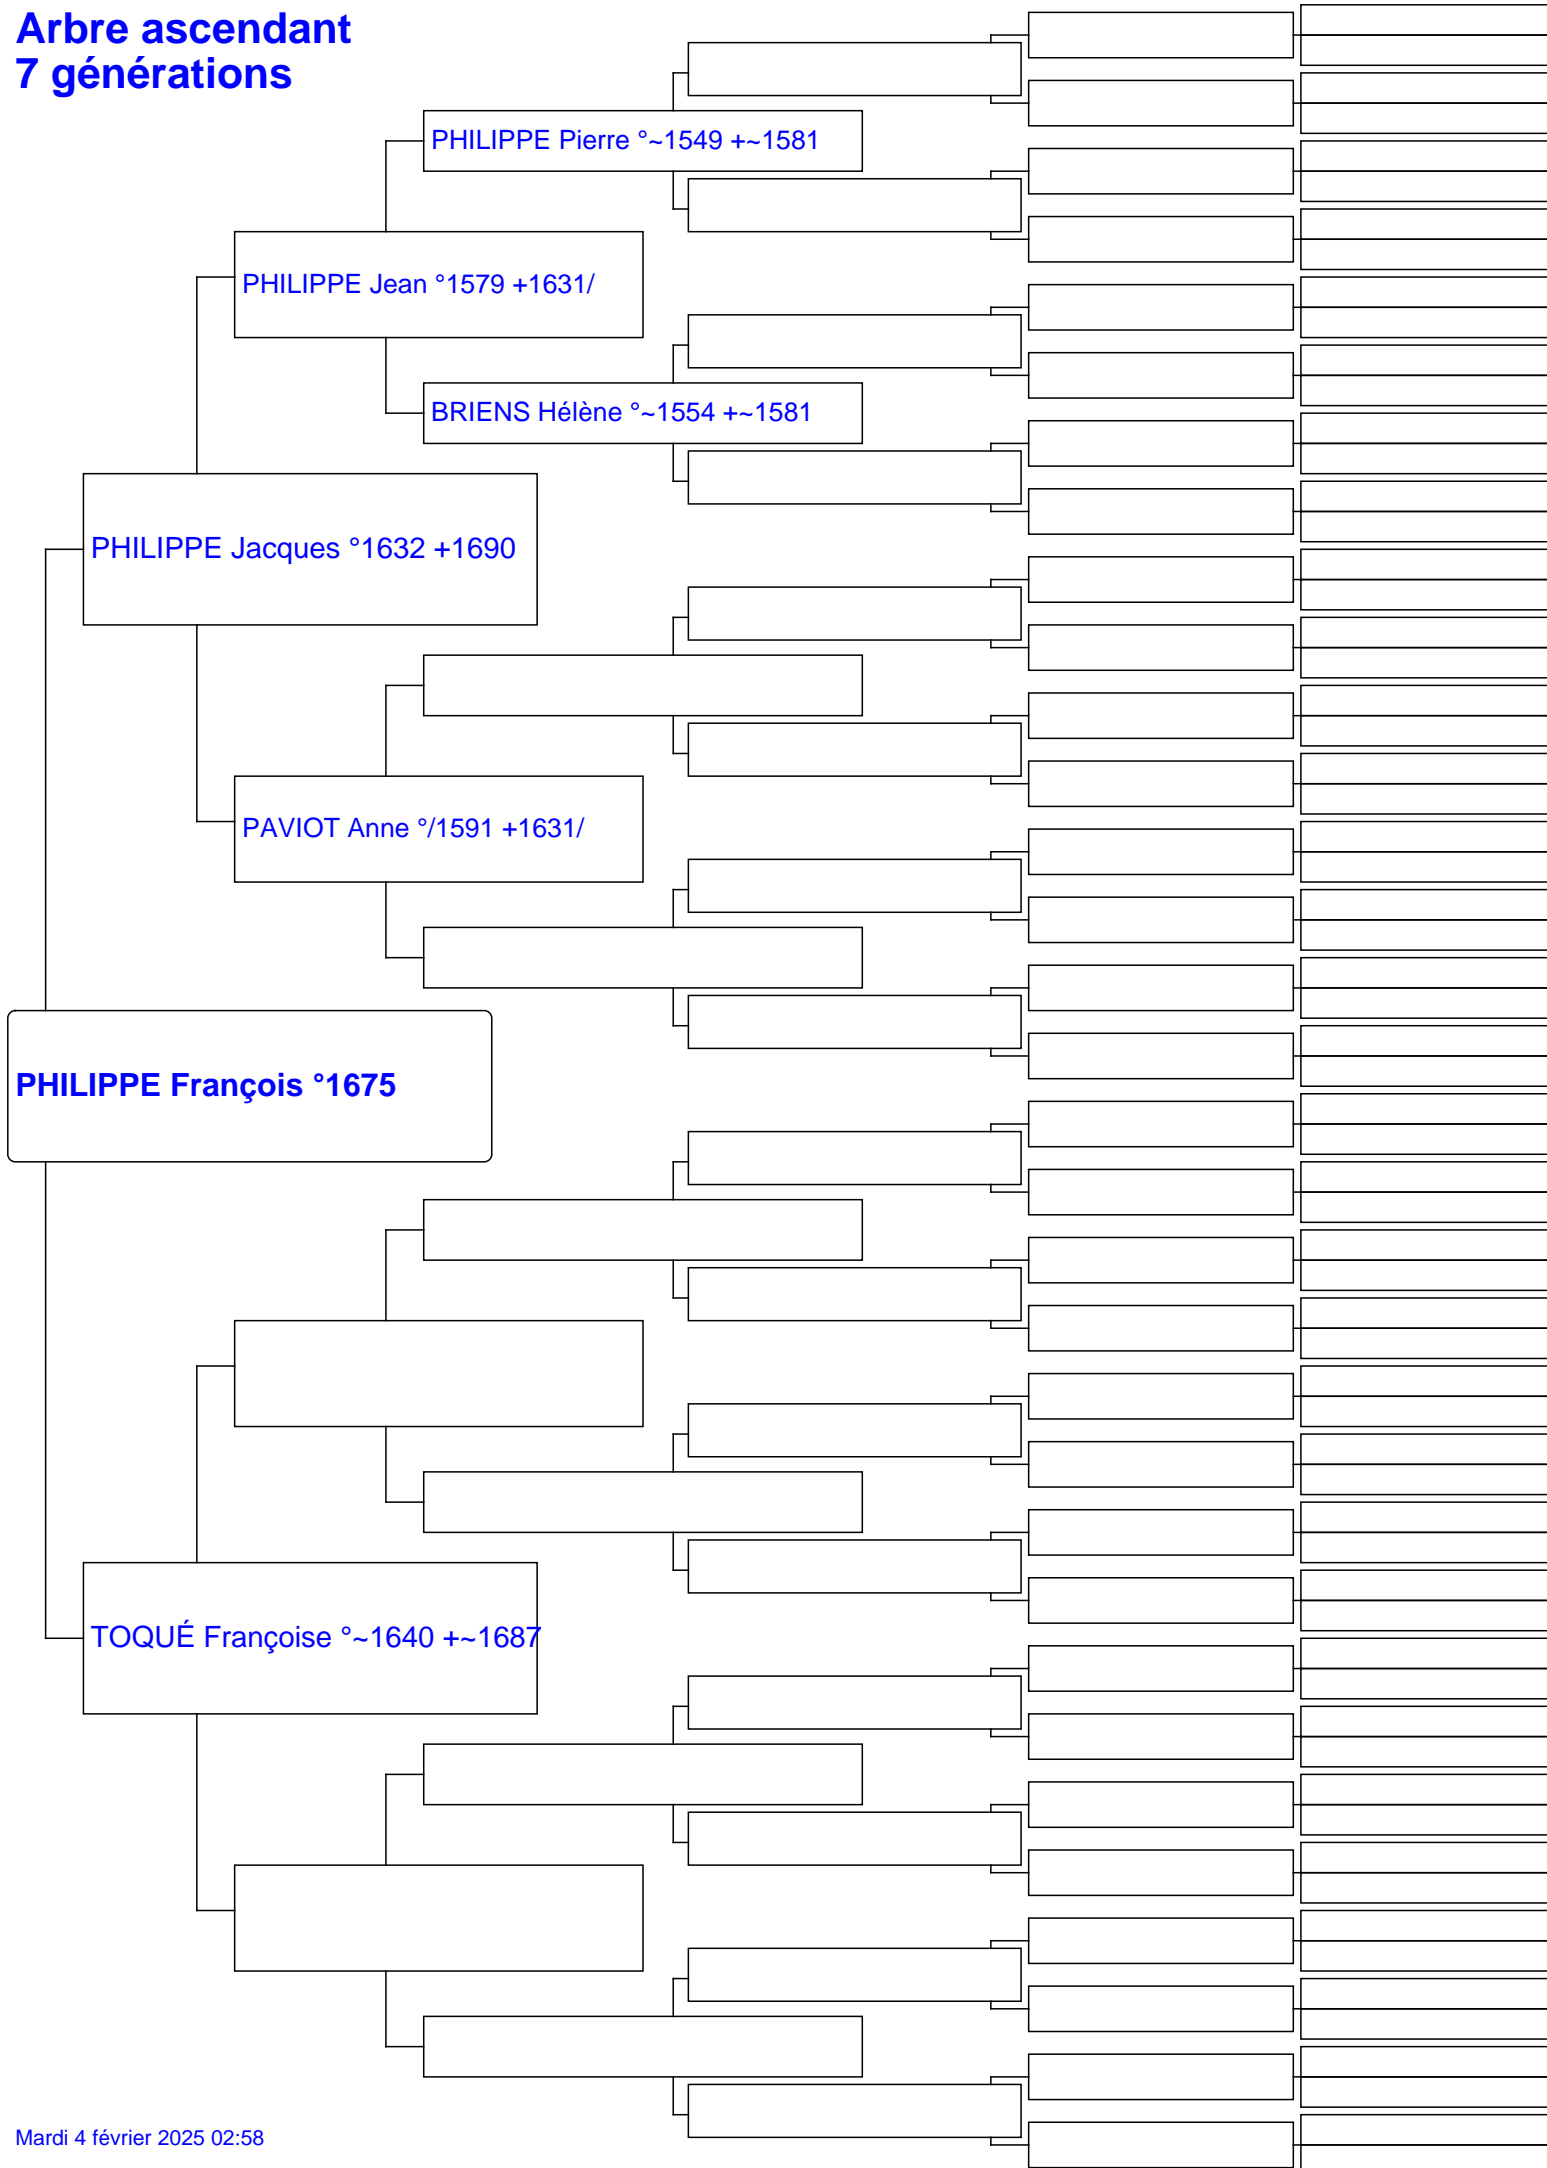 Arbre ascendant
7 générations
PHILIPPE Pierre °~1549 +~1581
PHILIPPE Jean °1579 +1631/
BRIENS Hélène °~1554 +~1581
PHILIPPE Jacques °1632 +1690
PAVIOT Anne °/1591 +1631/
PHILIPPE François °1675
TOQUÉ Françoise °~1640 +~1687
Mardi 4 février 2025 02:58